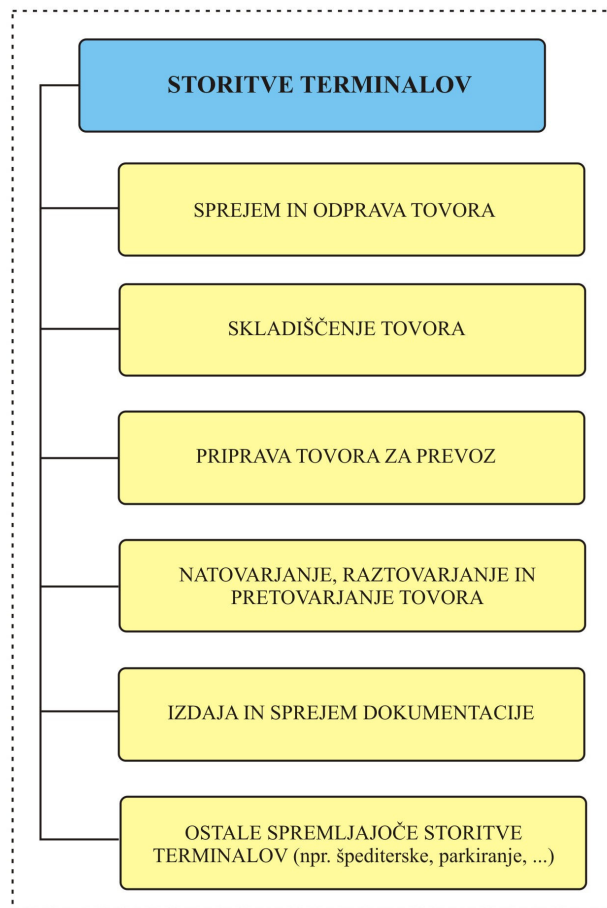 STORITVE TERMINALOV
SPREJEM IN ODPRAVA TOVORA
SKLADIŠČENJE TOVORA
PRIPRAVA TOVORA ZA PREVOZ
NATOVARJANJE, RAZTOVARJANJE IN
PRETOVARJANJE TOVORA
IZDAJA IN SPREJEM DOKUMENTACIJE
OSTALE SPREMLJAJOČE STORITVE
TERMINALOV (npr. špediterske, parkiranje, ...)